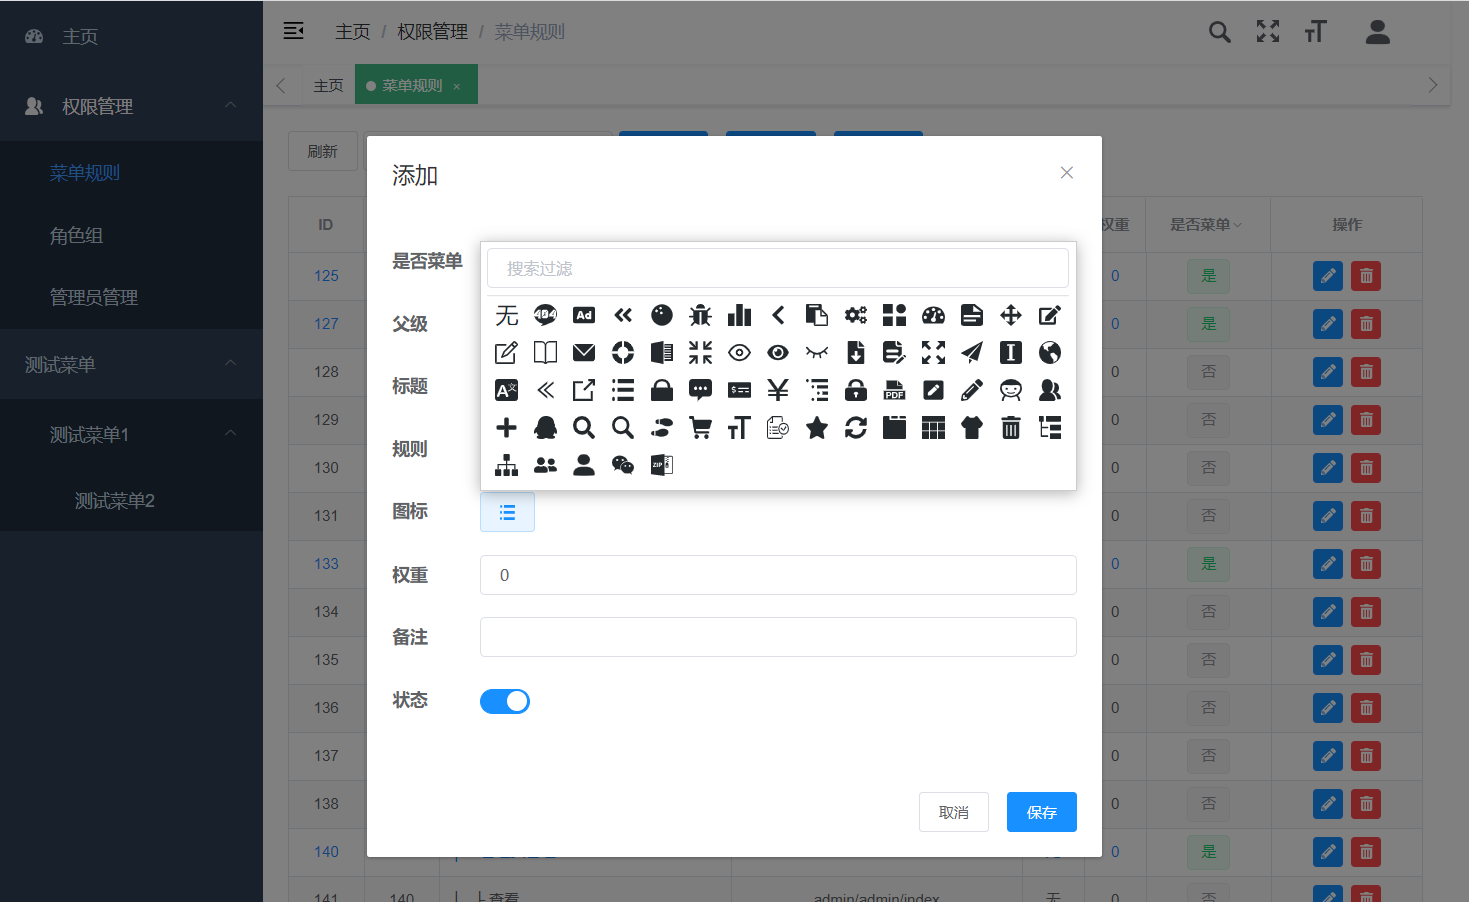 主页
权限管理
菜单规则
角色组
管理员管理
测试菜单
测试菜单1
测试菜单2
主页 / 权限管理 / 菜单规则
主页
菜单规则 ×
刷新
ID
权重
是否菜单
操作
125 0 是
127 0 是
128 0 否
129 0 否
130 0 否
131 0 否
133 0 是
134 0 否
135 0 否
136 0 否
137 0 否
138 0 否
140 0 是
141 140 ├ 查看 admin/admin/index 无 0 否
添加
是否菜单
搜索过滤
无
404
Ad
PDF
ZIP
父级
标题
规则
图标
权重
0
备注
状态
取消
保存